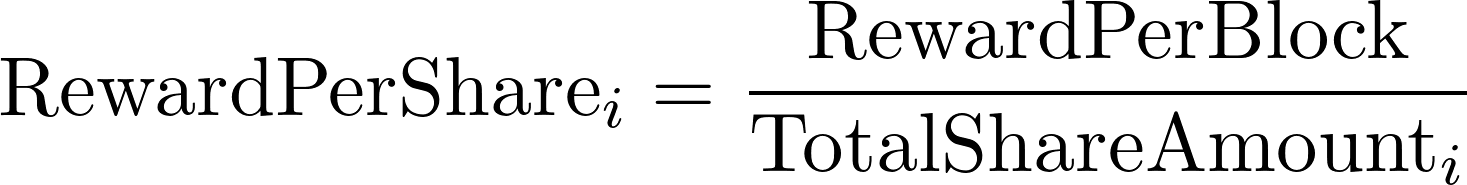 RewardPerShare_i = RewardPerBlock / TotalShareAmount_i